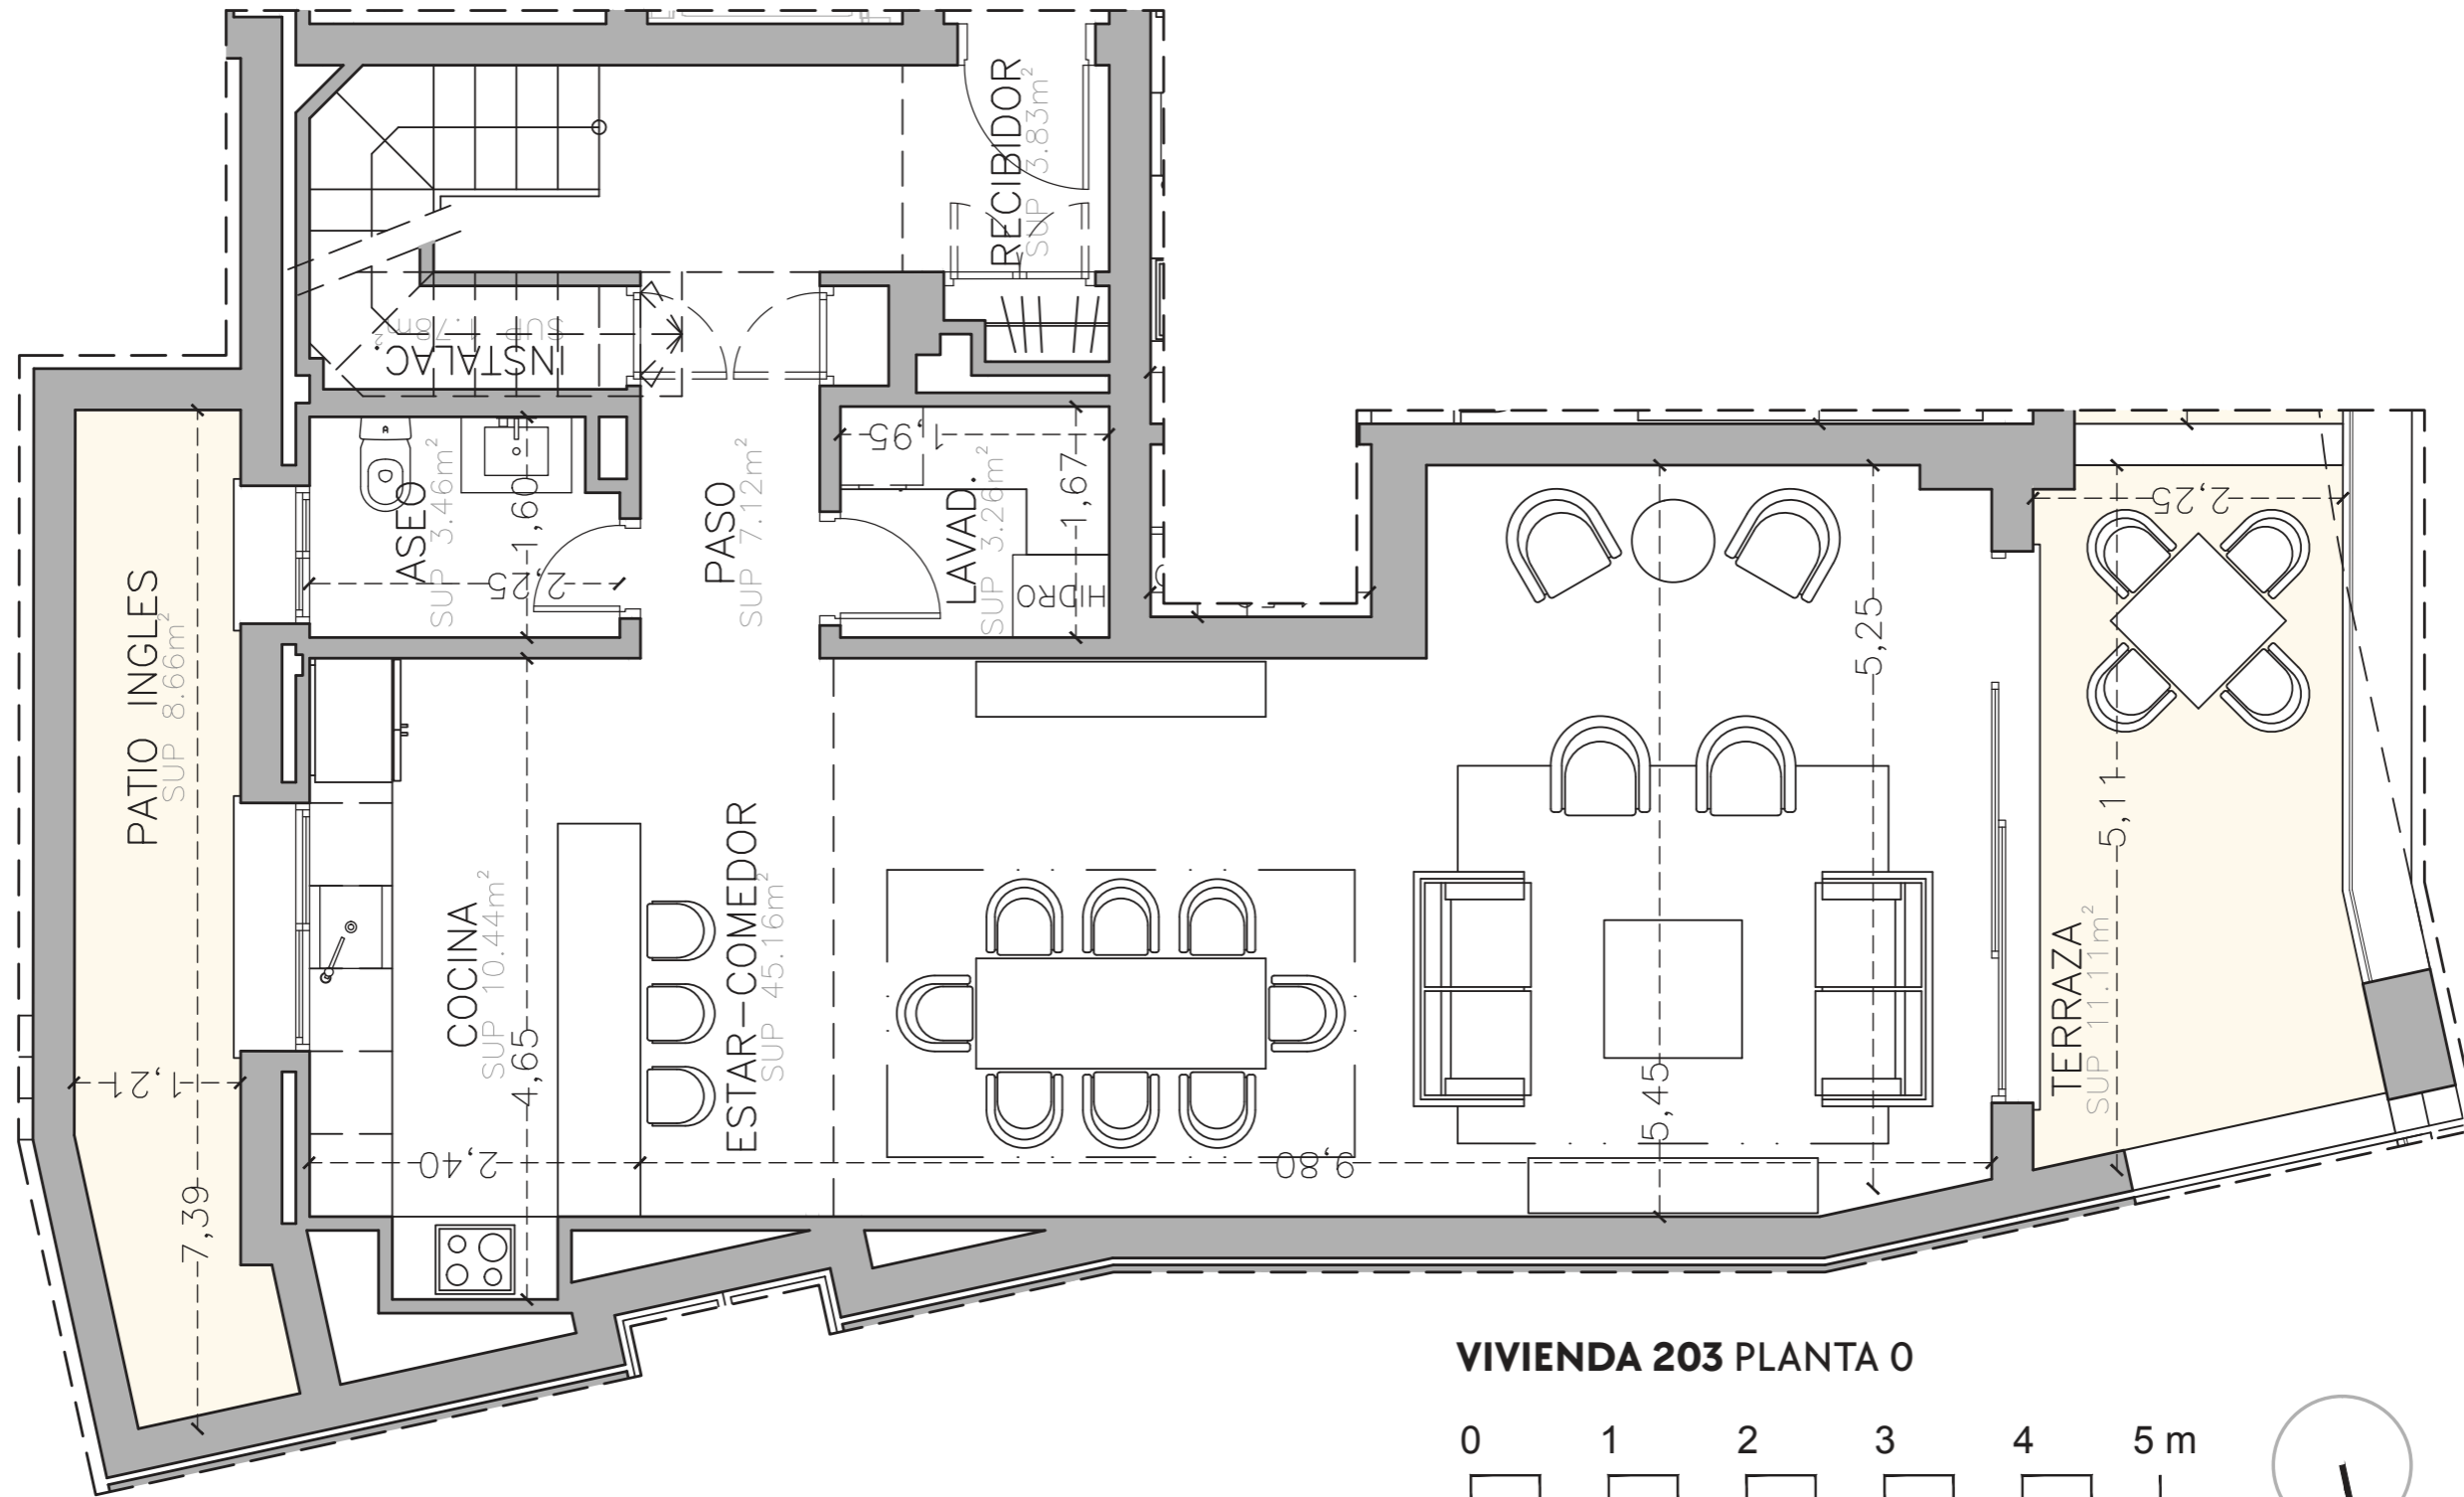 RECIBIDOR
SUP 3.83m²
INSTALAC.
SUP 1.78m²
ASEO
SUP 3.46m²
1,60
2,25
PASO
SUP 7.12m²
LAVAD.
SUP 3.26m²
1,95
1,67
HIDRO
PATIO INGLES
SUP 8.66m²
1,21
7,39
COCINA
SUP 10.44m²
4,65
2,40
ESTAR-COMEDOR
SUP 45.16m²
9,80
5,45
5,25
TERRAZA
SUP 11.11m²
2,25
5,11
VIVIENDA 203 PLANTA 0
0 1 2 3 4 5 m